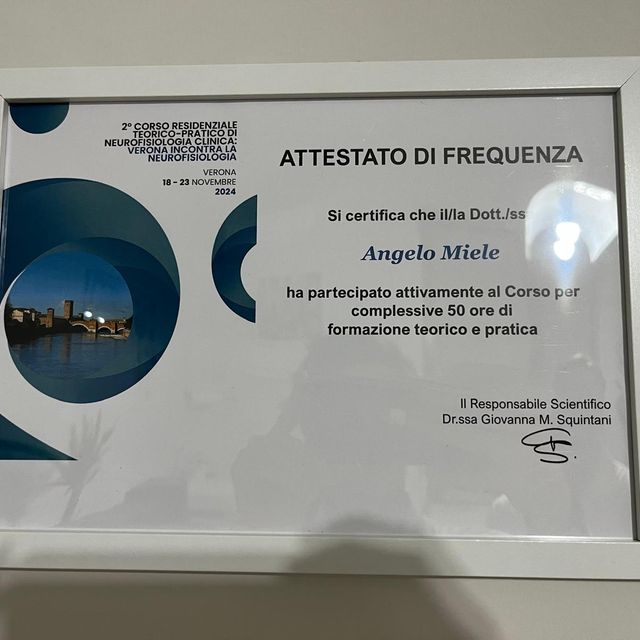 2° CORSO RESIDENZIALE
TEORICO-PRATICO DI
NEUROFISIOLOGIA CLINICA:
VERONA INCONTRA LA
NEUROFISIOLOGIA
VERONA
18 - 23 NOVEMBRE
2024
ATTESTATO DI FREQUENZA
Si certifica che il/la Dott./ss
Angelo Miele
ha partecipato attivamente al Corso per
complessive 50 ore di
formazione teorico e pratica
Il Responsabile Scientifico
Dr.ssa Giovanna M. Squintani